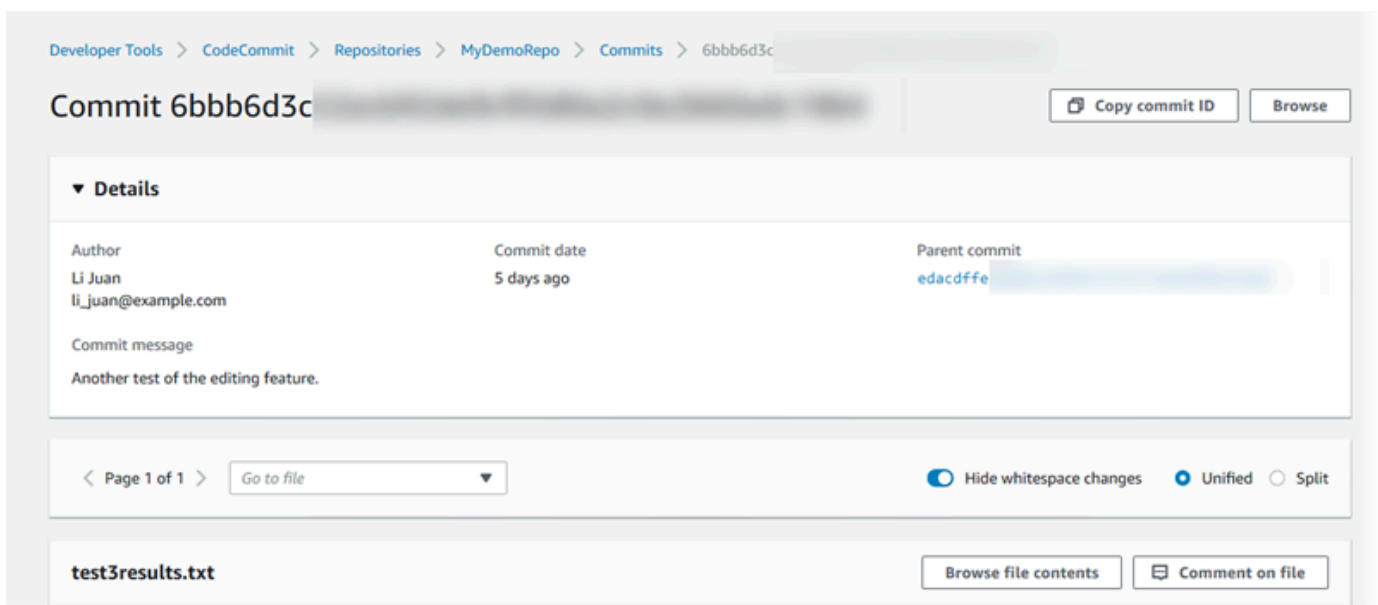 Developer Tools > CodeCommit > Repositories > MyDemoRepo > Commits > 6bbb6d3c
Commit 6bbb6d3c
Copy commit ID Browse
Details
Author Commit date Parent commit
Li Juan 5 days ago edacdffe
li_juan@example.com
Commit message
Another test of the editing feature.
< Page 1 of 1 > Go to file Hide whitespace changes Unified Split
test3results.txt Browse file contents Comment on file